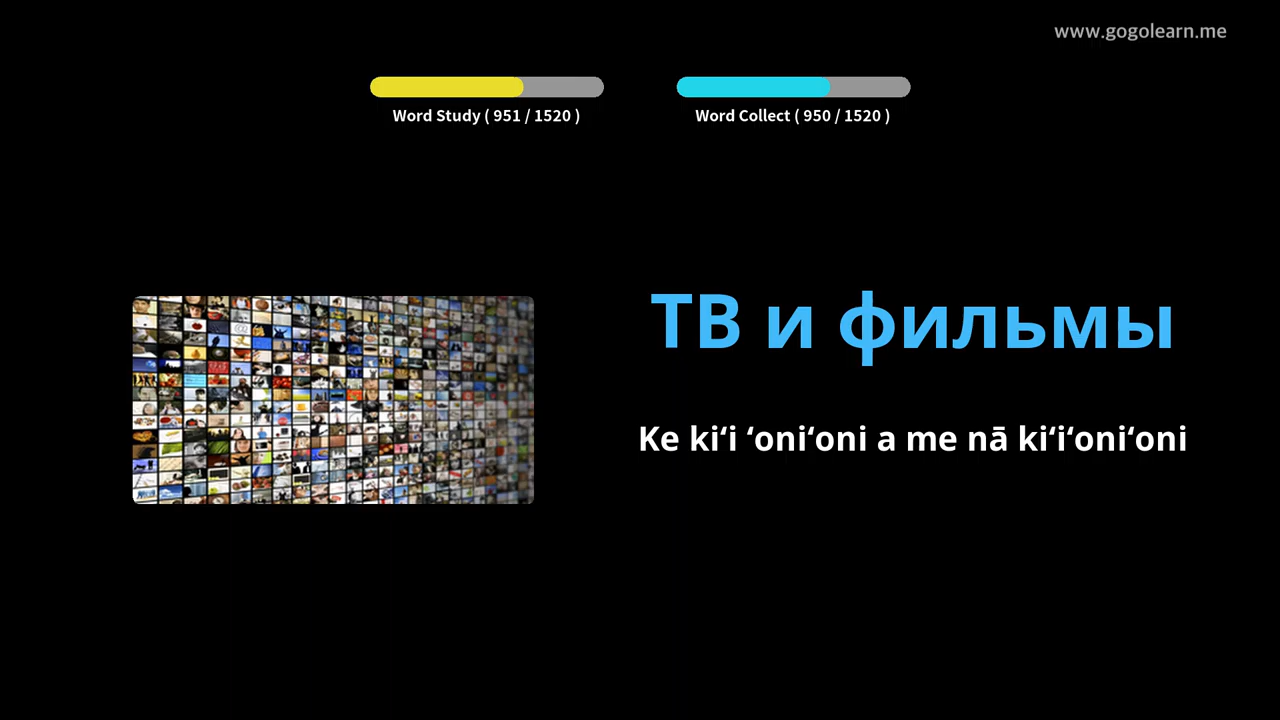 www.gogolearn.me
Word Study ( 951 / 1520 )
Word Collect ( 950 / 1520 )
ТВ и фильмы
Ke kiʻi ʻoniʻoni a me nā kiʻiʻoniʻoni